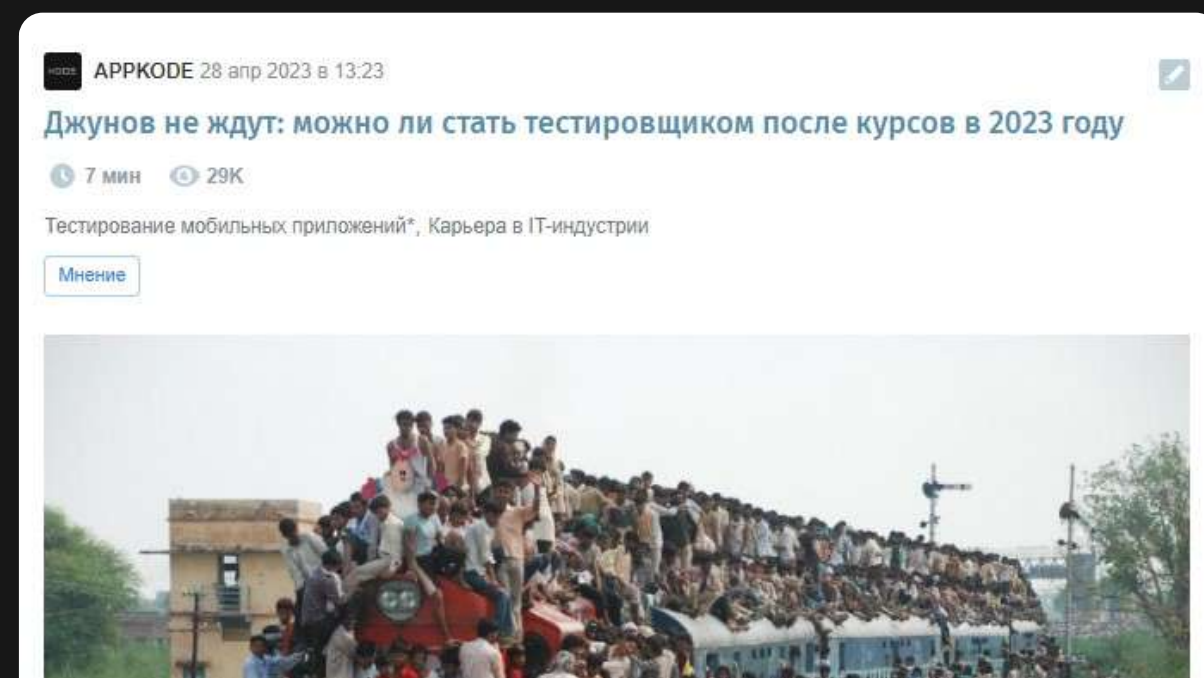 APPKODE 28 апр 2023 в 13:23
Джунов не ждут: можно ли стать тестировщиком после курсов в 2023 году
7 мин 29K
Тестирование мобильных приложений*, Карьера в IT-индустрии
Мнение